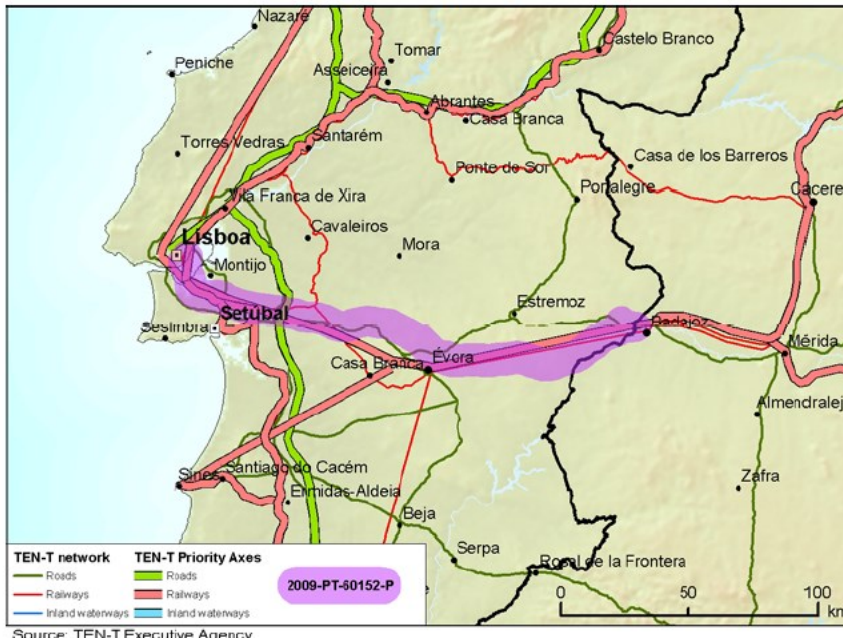 Nazaré
Tomar
Castelo Branco
Peniche
Asseiceira
Abrantes
Casa Branca
Torres Vedras
Santarém
Casa de los Barreros
Ponte do Sor
Portalegre
Vila Franca de Xira
Cavaleiros
Mora
Lisboa
Montijo
Estremoz
Setúbal
Sesimbra
Badajoz
Mérida
Casa Branca
Évora
Zafra
Santiago do Cacém
Sines
Ermidas-Aldeia
Beja
Serpa
Rosal de la Frontera
TEN-T network
TEN-T Priority Axes
Roads
Roads
Railways
Railways
Inland waterways
Inland waterways
2009-PT-60152-P
0 50 100
km
Source: TEN-T Executive Agency